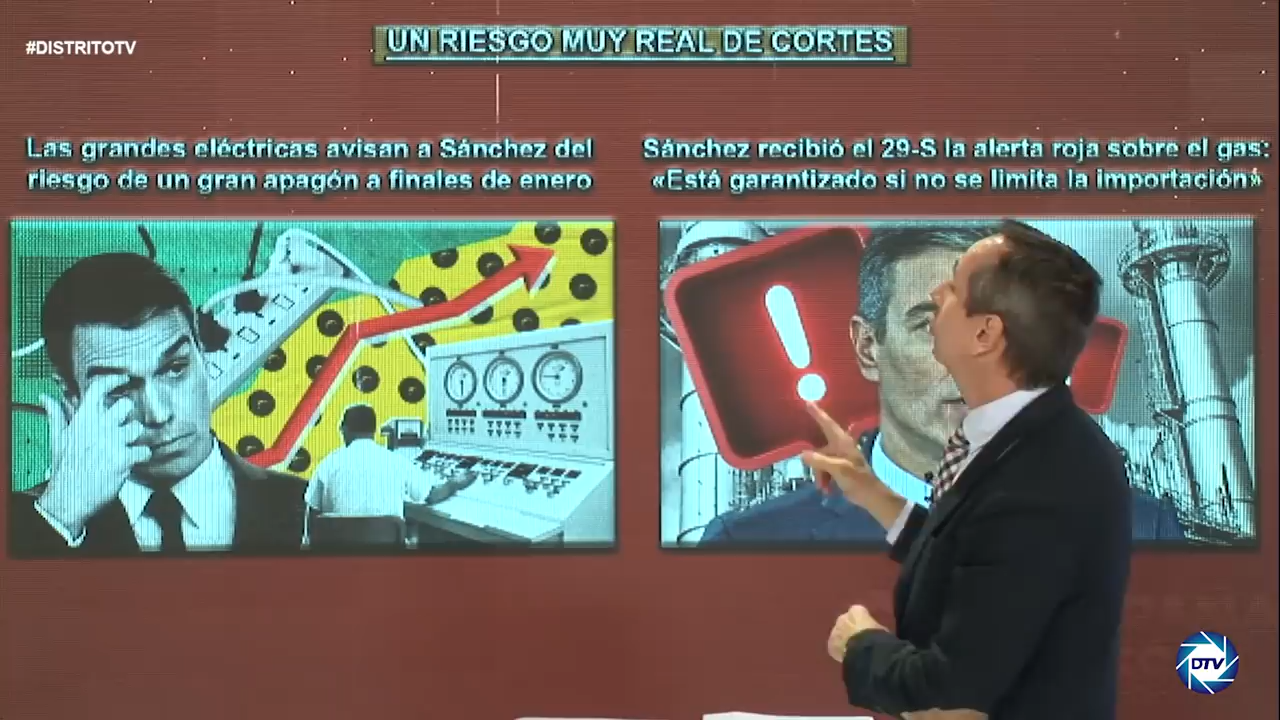 #DISTRITOTV
UN RIESGO MUY REAL DE CORTES
Las grandes eléctricas avisan a Sánchez del
riesgo de un gran apagón a finales de enero
Sánchez recibió el 29-S la alerta roja sobre el gas:
«Está garantizado si no se limita la importación»
DTV